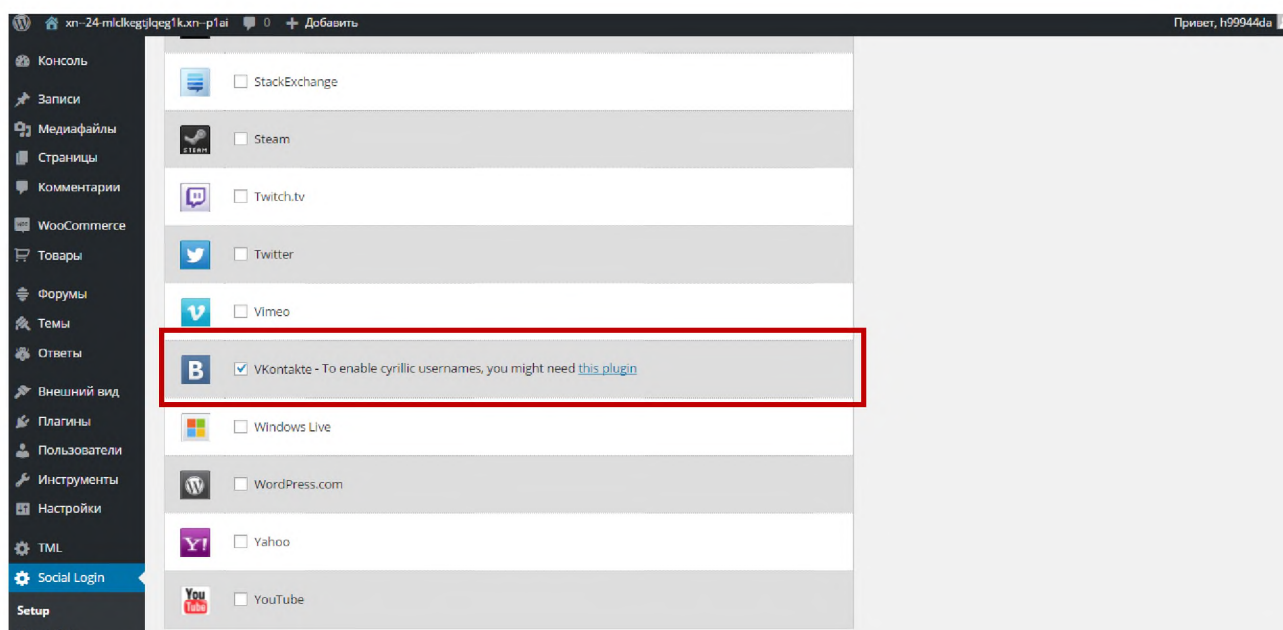 xn--24-mlclkegtjlqeg1k.xn--p1ai 0 + Добавить Привет, h99944da
Консоль
Записи
Медиафайлы
Страницы
Комментарии
WooCommerce
Товары
Форумы
Темы
Ответы
Внешний вид
Плагины
Пользователи
Инструменты
Настройки
TML
Social Login
Setup
StackExchange
STEAM
Steam
Twitch.tv
Twitter
Vimeo
B
VKontakte - To enable cyrillic usernames, you might need this plugin
Windows Live
WordPress.com
Y!
Yahoo
You
Tube
YouTube